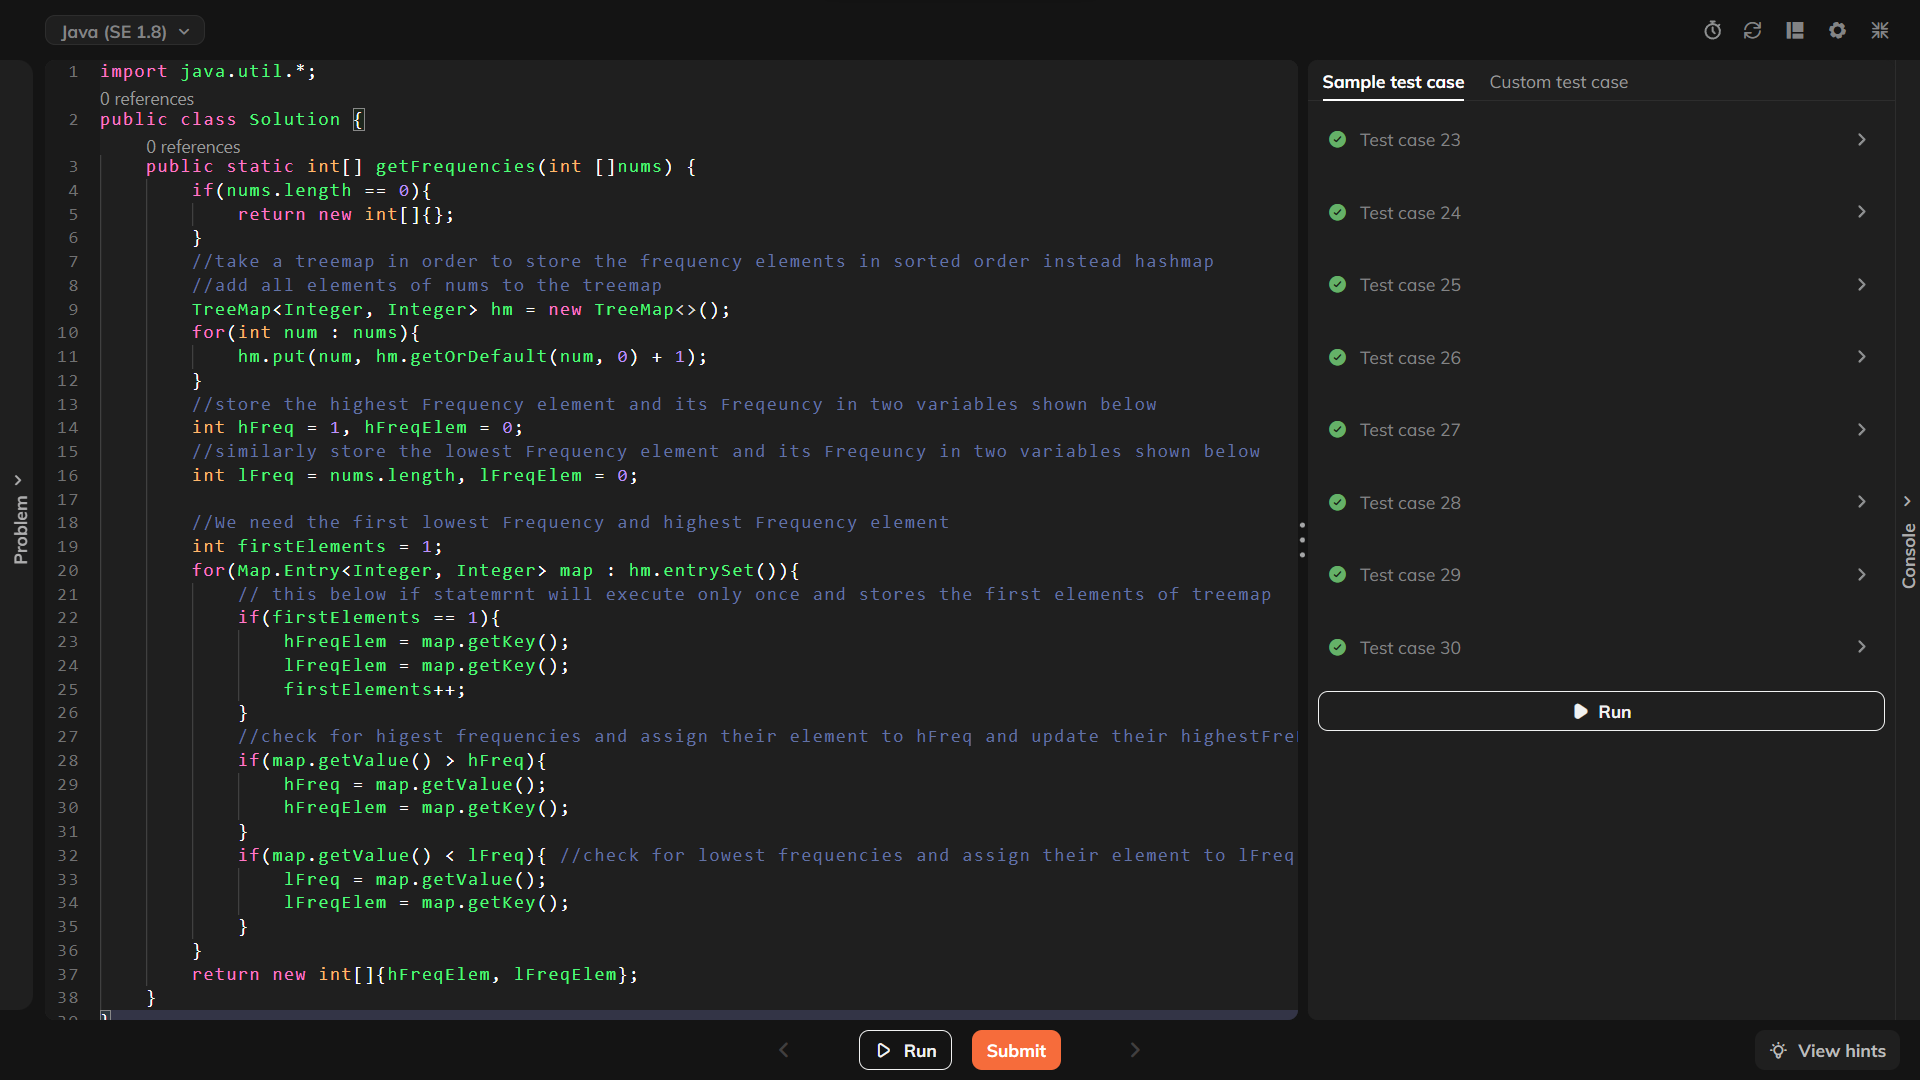 Java (SE 1.8)
1 import java.util.*;
0 references
2 public class Solution {
0 references
3 public static int[] getFrequencies(int []nums) {
4 if(nums.length == 0){
5 return new int[]{};
6 }
7 //take a treemap in order to store the frequency elements in sorted order instead hashmap
8 //add all elements of nums to the treemap
9 TreeMap<Integer, Integer> hm = new TreeMap<>();
10 for(int num : nums){
11 hm.put(num, hm.getOrDefault(num, 0) + 1);
12 }
13 //store the highest Frequency element and its Freqeuncy in two variables shown below
14 int hFreq = 1, hFreqElem = 0;
15 //similarly store the lowest Frequency element and its Freqeuncy in two variables shown below
16 int lFreq = nums.length, lFreqElem = 0;
17
18 //We need the first lowest Frequency and highest Frequency element
19 int firstElements = 1;
20 for(Map.Entry<Integer, Integer> map : hm.entrySet()){
21 // this below if statemrnt will execute only once and stores the first elements of treemap
22 if(firstElements == 1){
23 hFreqElem = map.getKey();
24 lFreqElem = map.getKey();
25 firstElements++;
26 }
27 //check for higest frequencies and assign their element to hFreq and update their highestFre
28 if(map.getValue() > hFreq){
29 hFreq = map.getValue();
30 hFreqElem = map.getKey();
31 }
32 if(map.getValue() < lFreq){ //check for lowest frequencies and assign their element to lFreq
33 lFreq = map.getValue();
34 lFreqElem = map.getKey();
35 }
36 }
37 return new int[]{hFreqElem, lFreqElem};
38 }
39 }
Problem
Sample test case Custom test case
Test case 23
Test case 24
Test case 25
Test case 26
Test case 27
Test case 28
Test case 29
Test case 30
Run
Console
Run
Submit
View hints